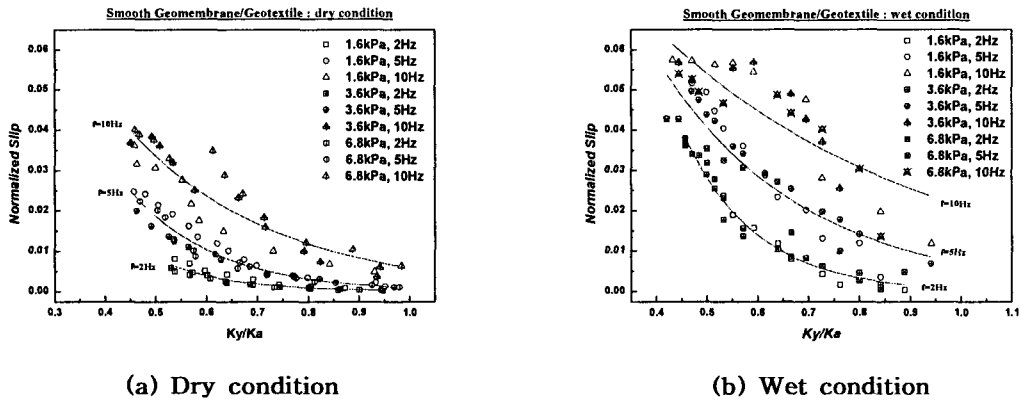 Smooth Geomembrane/Geotextile : dry condition
0.06
0.05
0.04
0.03
0.02
0.01
0.00
Normalized Slip
1.6kPa, 2Hz
1.6kPa, 5Hz
1.6kPa, 10Hz
3.6kPa, 2Hz
3.6kPa, 5Hz
3.6kPa, 10Hz
6.8kPa, 2Hz
6.8kPa, 5Hz
6.8kPa, 10Hz
f=10Hz
f=5Hz
f=2Hz
0.3 0.4 0.5 0.6 0.7 0.8 0.9 1.0
Ky/Ka
(a) Dry condition
Smooth Geomembrane/Geotextile : wet condition
0.06
0.05
0.04
0.03
0.02
0.01
0.00
Normalized Slip
1.6kPa, 2Hz
1.6kPa, 5Hz
1.6kPa, 10Hz
3.6kPa, 2Hz
3.6kPa, 5Hz
3.6kPa, 10Hz
6.8kPa, 2Hz
6.8kPa, 5Hz
6.8kPa, 10Hz
f=10Hz
f=5Hz
f=2Hz
0.4 0.5 0.6 0.7 0.8 0.9 1.0 1.1
Ky/Ka
(b) Wet condition